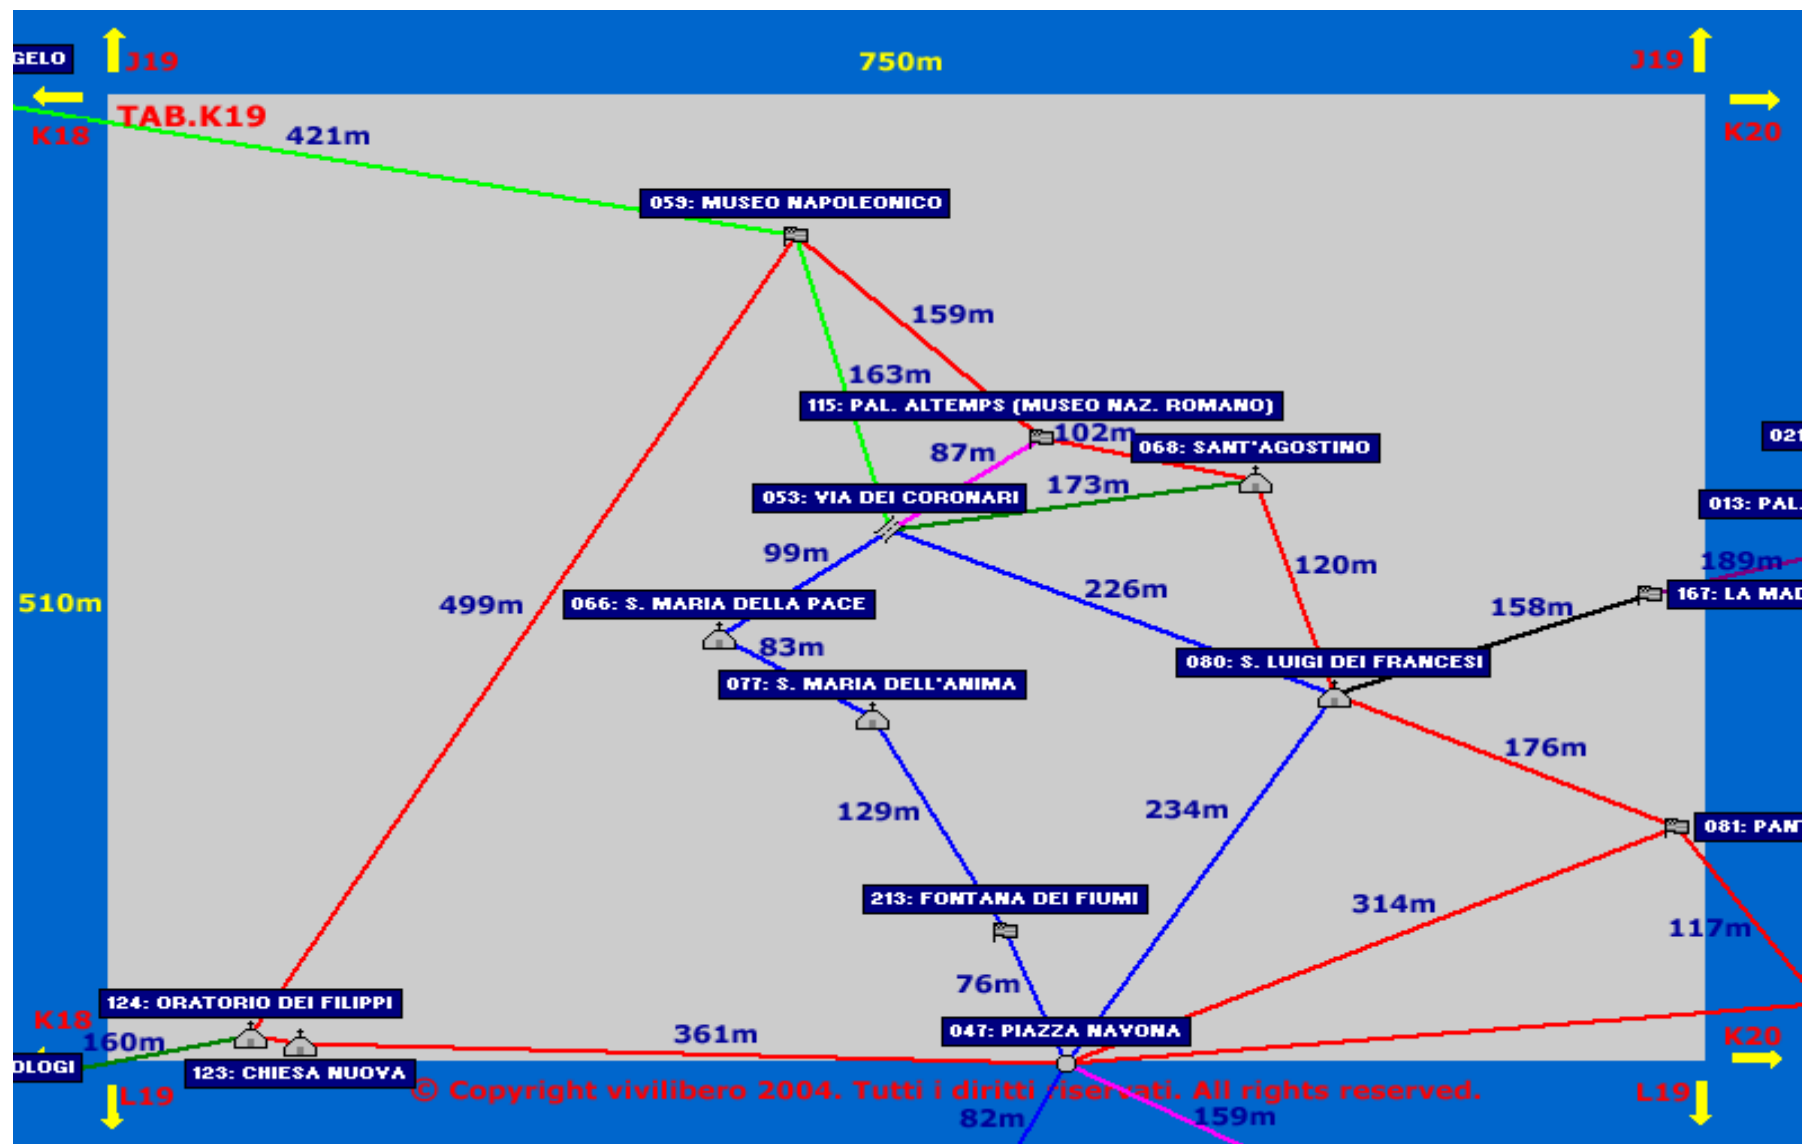 GELO
J19
750m
J19
K18
TAB.K19
421m
K20
059: MUSEO NAPOLEONICO
159m
163m
115: PAL. ALTEMPS (MUSEO NAZ. ROMANO)
102m
021
87m
068: SANT'AGOSTINO
053: VIA DEI CORONARI
173m
013: PAL.
99m
120m
189m
510m
499m
066: S. MARIA DELLA PACE
226m
158m
167: LA MAD
83m
080: S. LUIGI DEI FRANCESI
077: S. MARIA DELL'ANIMA
176m
129m
234m
081: PANT
213: FONTANA DEI FIUMI
314m
117m
76m
124: ORATORIO DEI FILIPPI
K18
160m
361m
047: PIAZZA NAVONA
K20
OLOGI
123: CHIESA NUOVA
L19
© Copyright vivilibero 2004. Tutti i diritti riservati. All rights reserved.
L19
82m
159m